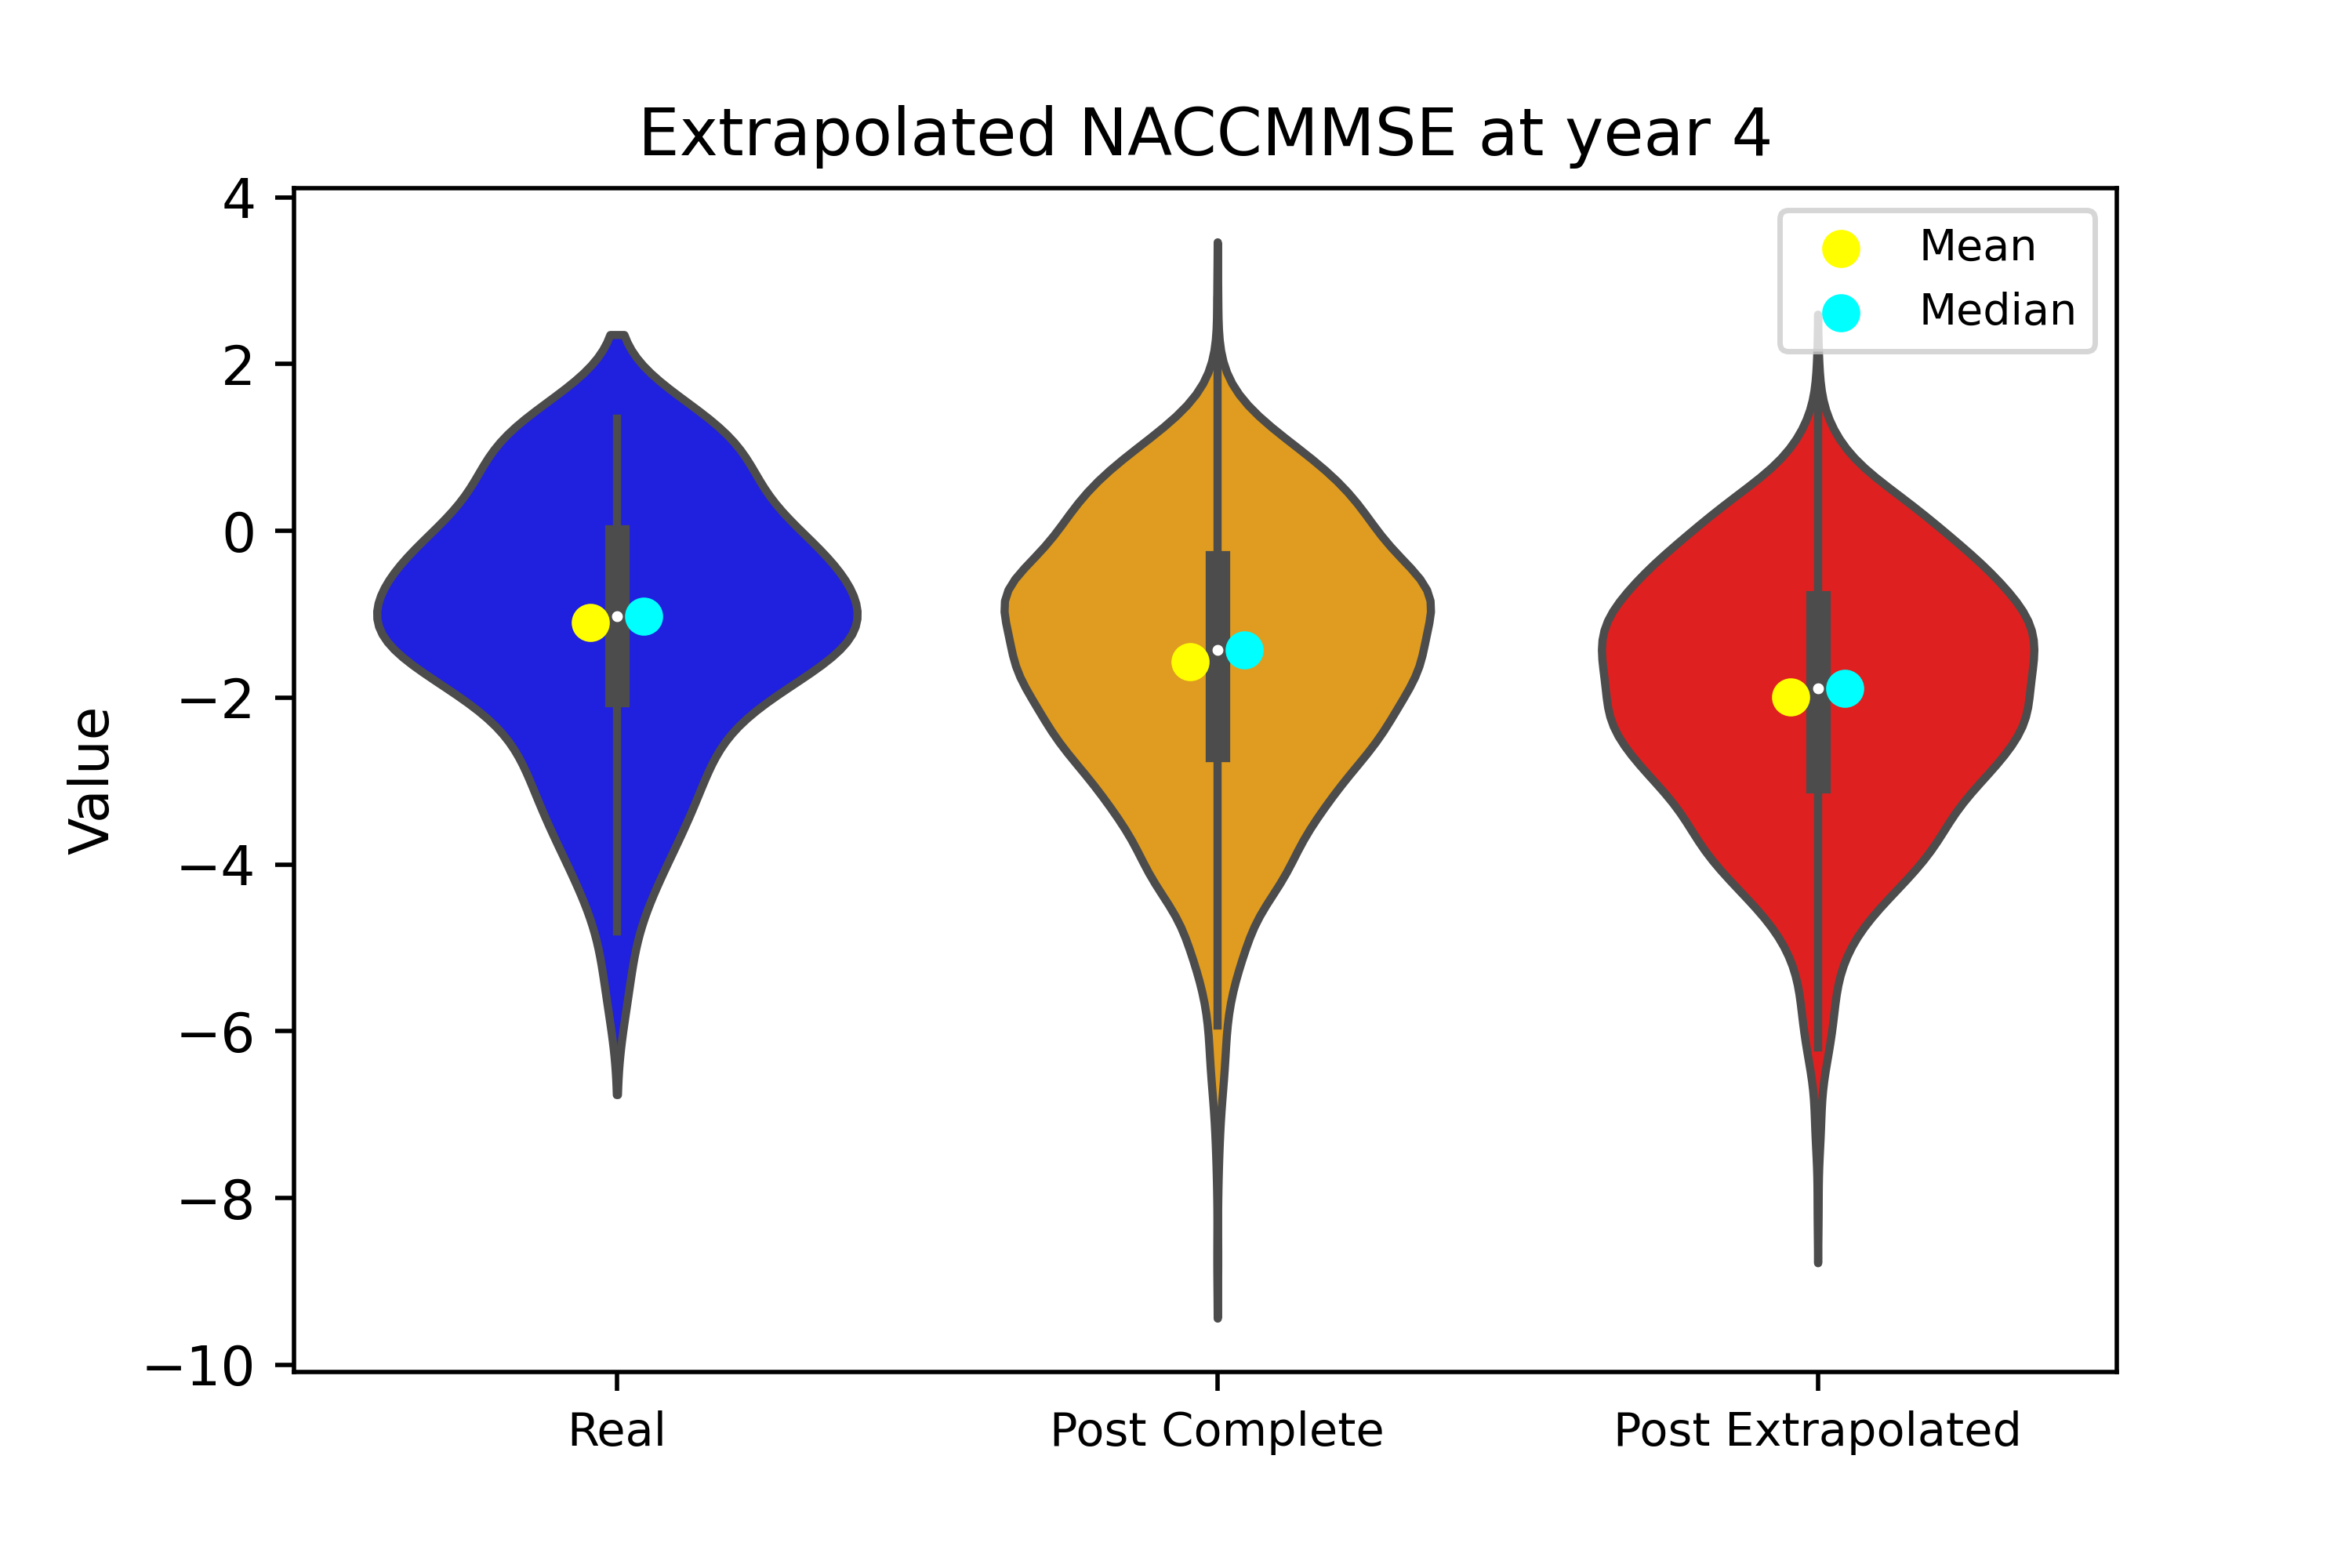 Extrapolated NACCMMSE at year 4
Mean
Median
4
2
0
−2
−4
−6
−8
−10
Value
Real
Post Complete
Post Extrapolated